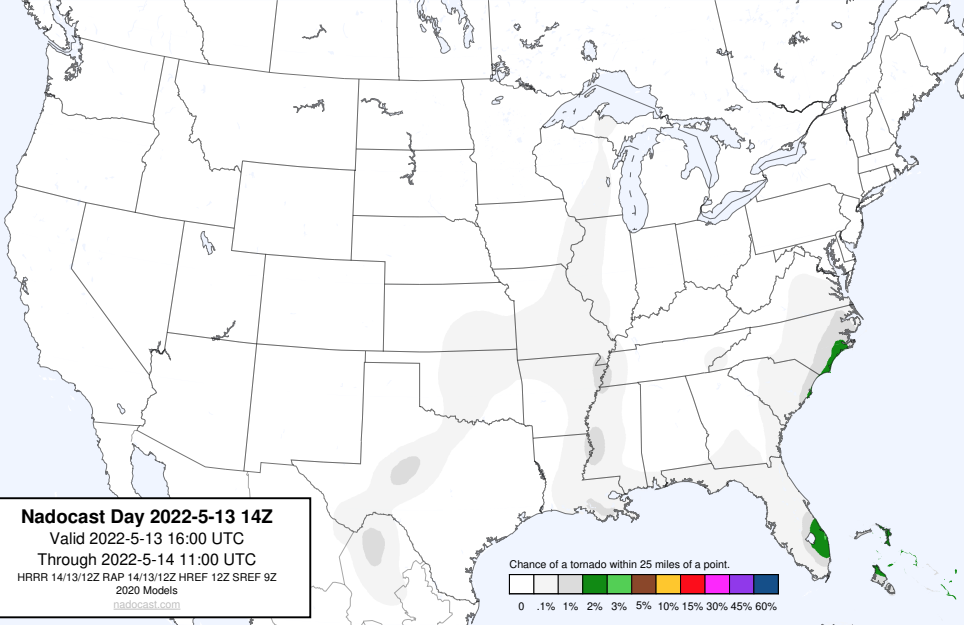 Nadocast Day 2022-5-13 14Z
Valid 2022-5-13 16:00 UTC
Through 2022-5-14 11:00 UTC
HRRR 14/13/12Z RAP 14/13/12Z HREF 12Z SREF 9Z
2020 Models
nadocast.com
Chance of a tornado within 25 miles of a point.
0 .1% 1% 2% 3% 5% 10% 15% 30% 45% 60%